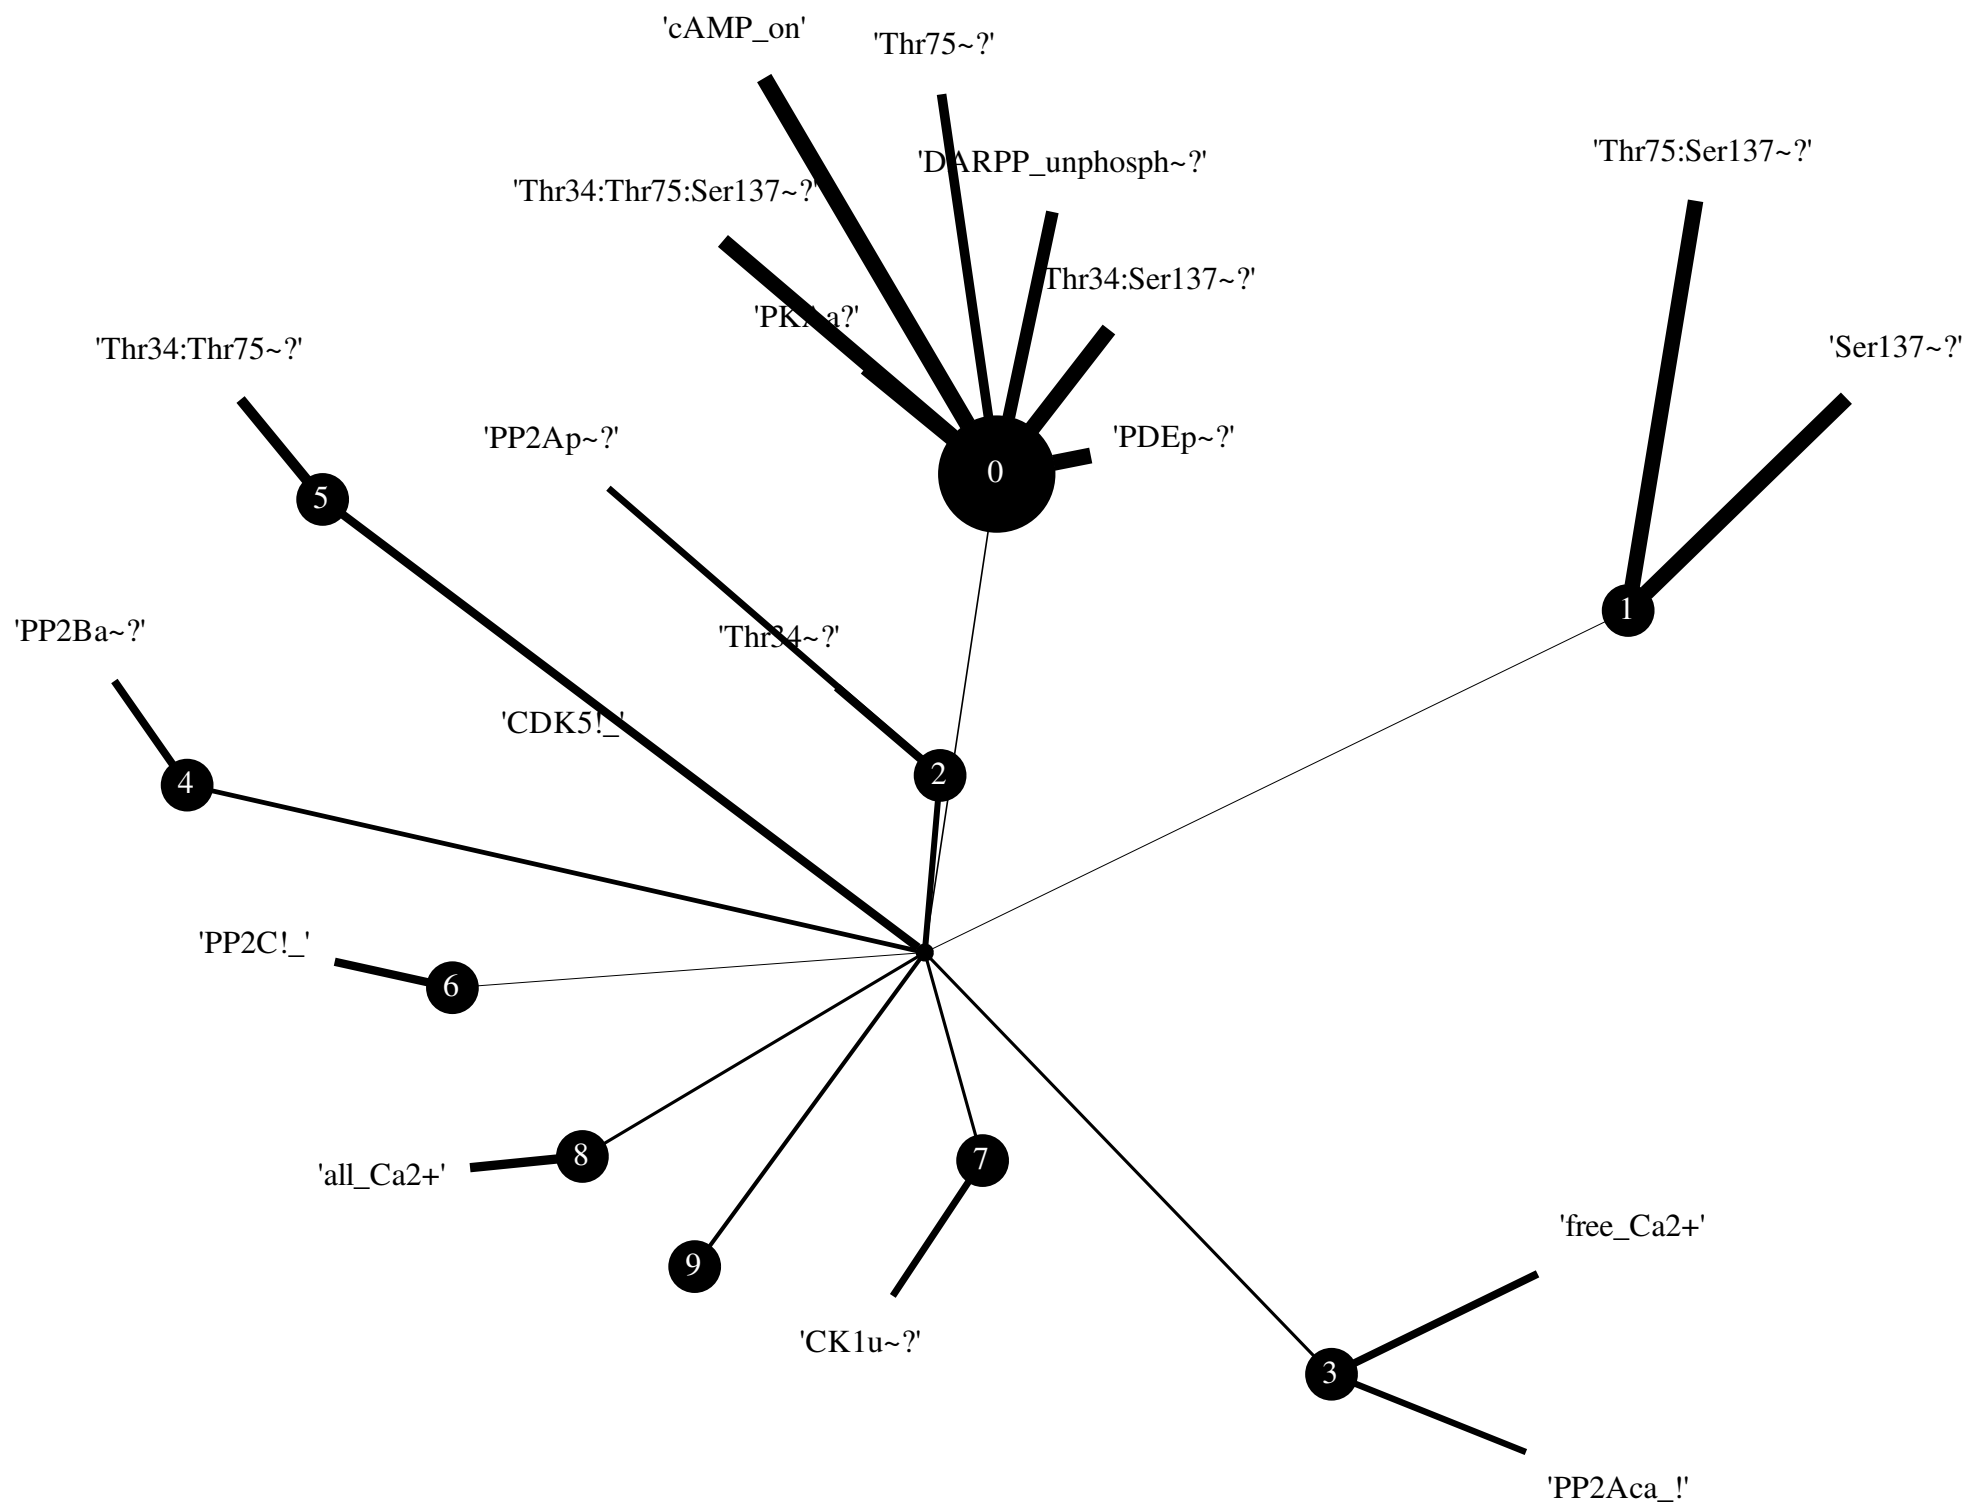 'cAMP_on'
'Thr75~?'
'Thr75:Ser137~?'
'DARPP_unphosph~?'
'Thr34:Thr75:Ser137~?'
Thr34:Ser137~?'
'PKAa?'
'Thr34:Thr75~?'
'Ser137~?'
'PP2Ap~?'
'PDEp~?'
0
5
1
'PP2Ba~?'
'Thr34~?'
'CDK5!_'
2
4
'PP2C!_'
6
8
7
'all_Ca2+'
'free_Ca2+'
9
'CK1u~?'
3
'PP2Aca_!'